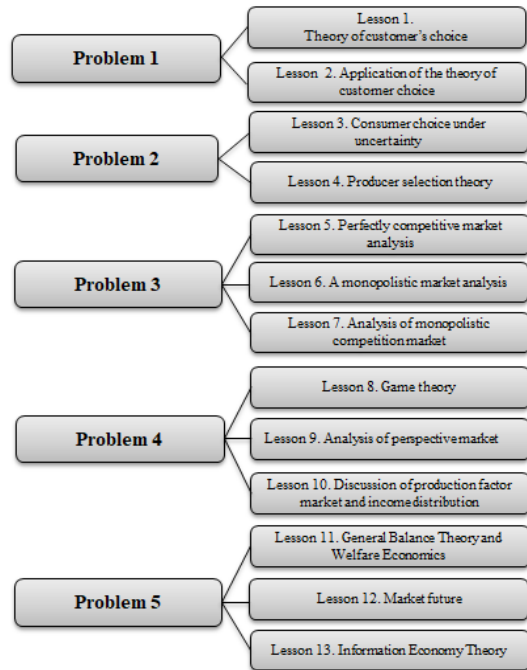 Problem 1
Lesson 1.
Theory of customer's choice
Lesson 2. Application of the theory of
customer choice
Problem 2
Lesson 3. Consumer choice under
uncertainty
Lesson 4. Producer selection theory
Problem 3
Lesson 5. Perfectly competitive market
analysis
Lesson 6. A monopolistic market analysis
Lesson 7. Analysis of monopolistic
competition market
Problem 4
Lesson 8. Game theory
Lesson 9. Analysis of perspective market
Lesson 10. Discussion of production factor
market and income distribution
Problem 5
Lesson 11. General Balance Theory and
Welfare Economics
Lesson 12. Market future
Lesson 13. Information Economy Theory